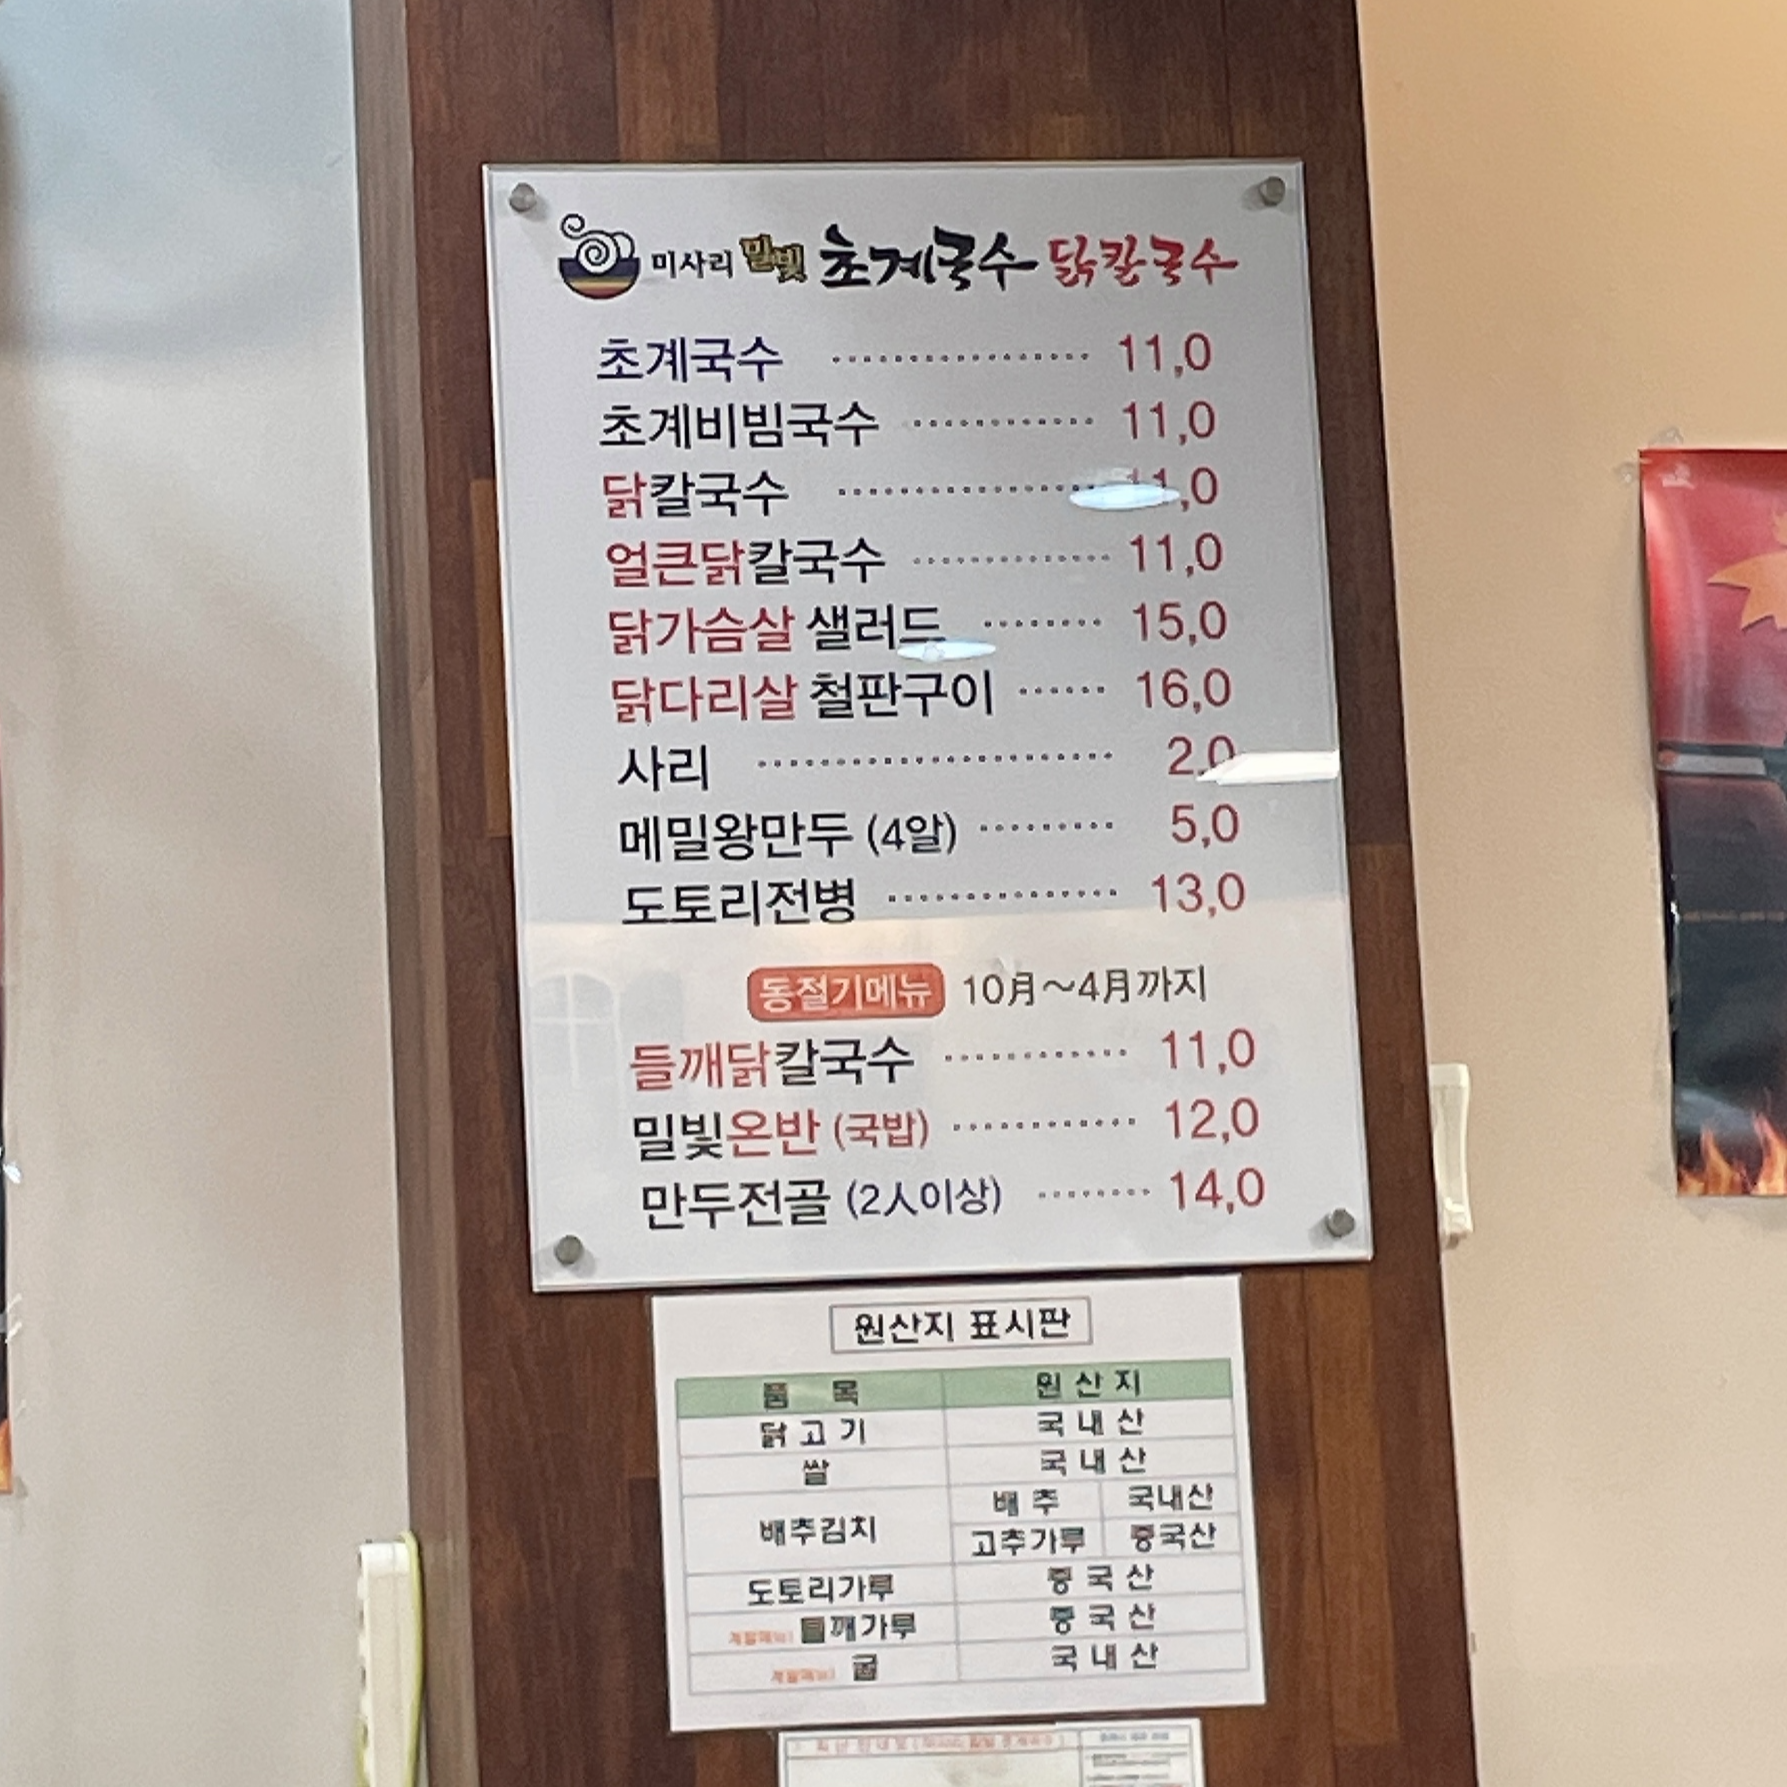 미사리 밀빛 초계국수 닭칼국수
초계국수 ················· 11,0
초계비빔국수 ············ 11,0
닭칼국수 ················· 11,0
얼큰닭칼국수 ·············· 11,0
닭가슴살 샐러드 ········ 15,0
닭다리살 철판구이 ······ 16,0
사리 ······················· 2,0
메밀왕만두 (4알) ········· 5,0
도토리전병 ··············· 13,0
동절기메뉴 10月~4月까지
들깨닭칼국수 ············ 11,0
밀빛온반 (국밥) ············ 12,0
만두전골 (2人이상) ········ 14,0
원산지 표시판
품 목 원 산 지
닭 고 기 국 내 산
쌀 국 내 산
배추김치 배 추 국내산
고추가루 중국산
도토리가루 중 국 산
들깨가루 중 국 산
굴 국 내 산